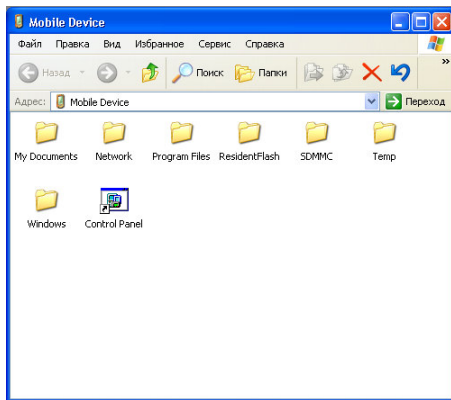 Mobile Device
Файл Правка Вид Избранное Сервис Справка
Назад Поиск Папки »
Адрес: Mobile Device Переход
My Documents Network Program Files ResidentFlash SDMMC Temp
Windows Control Panel